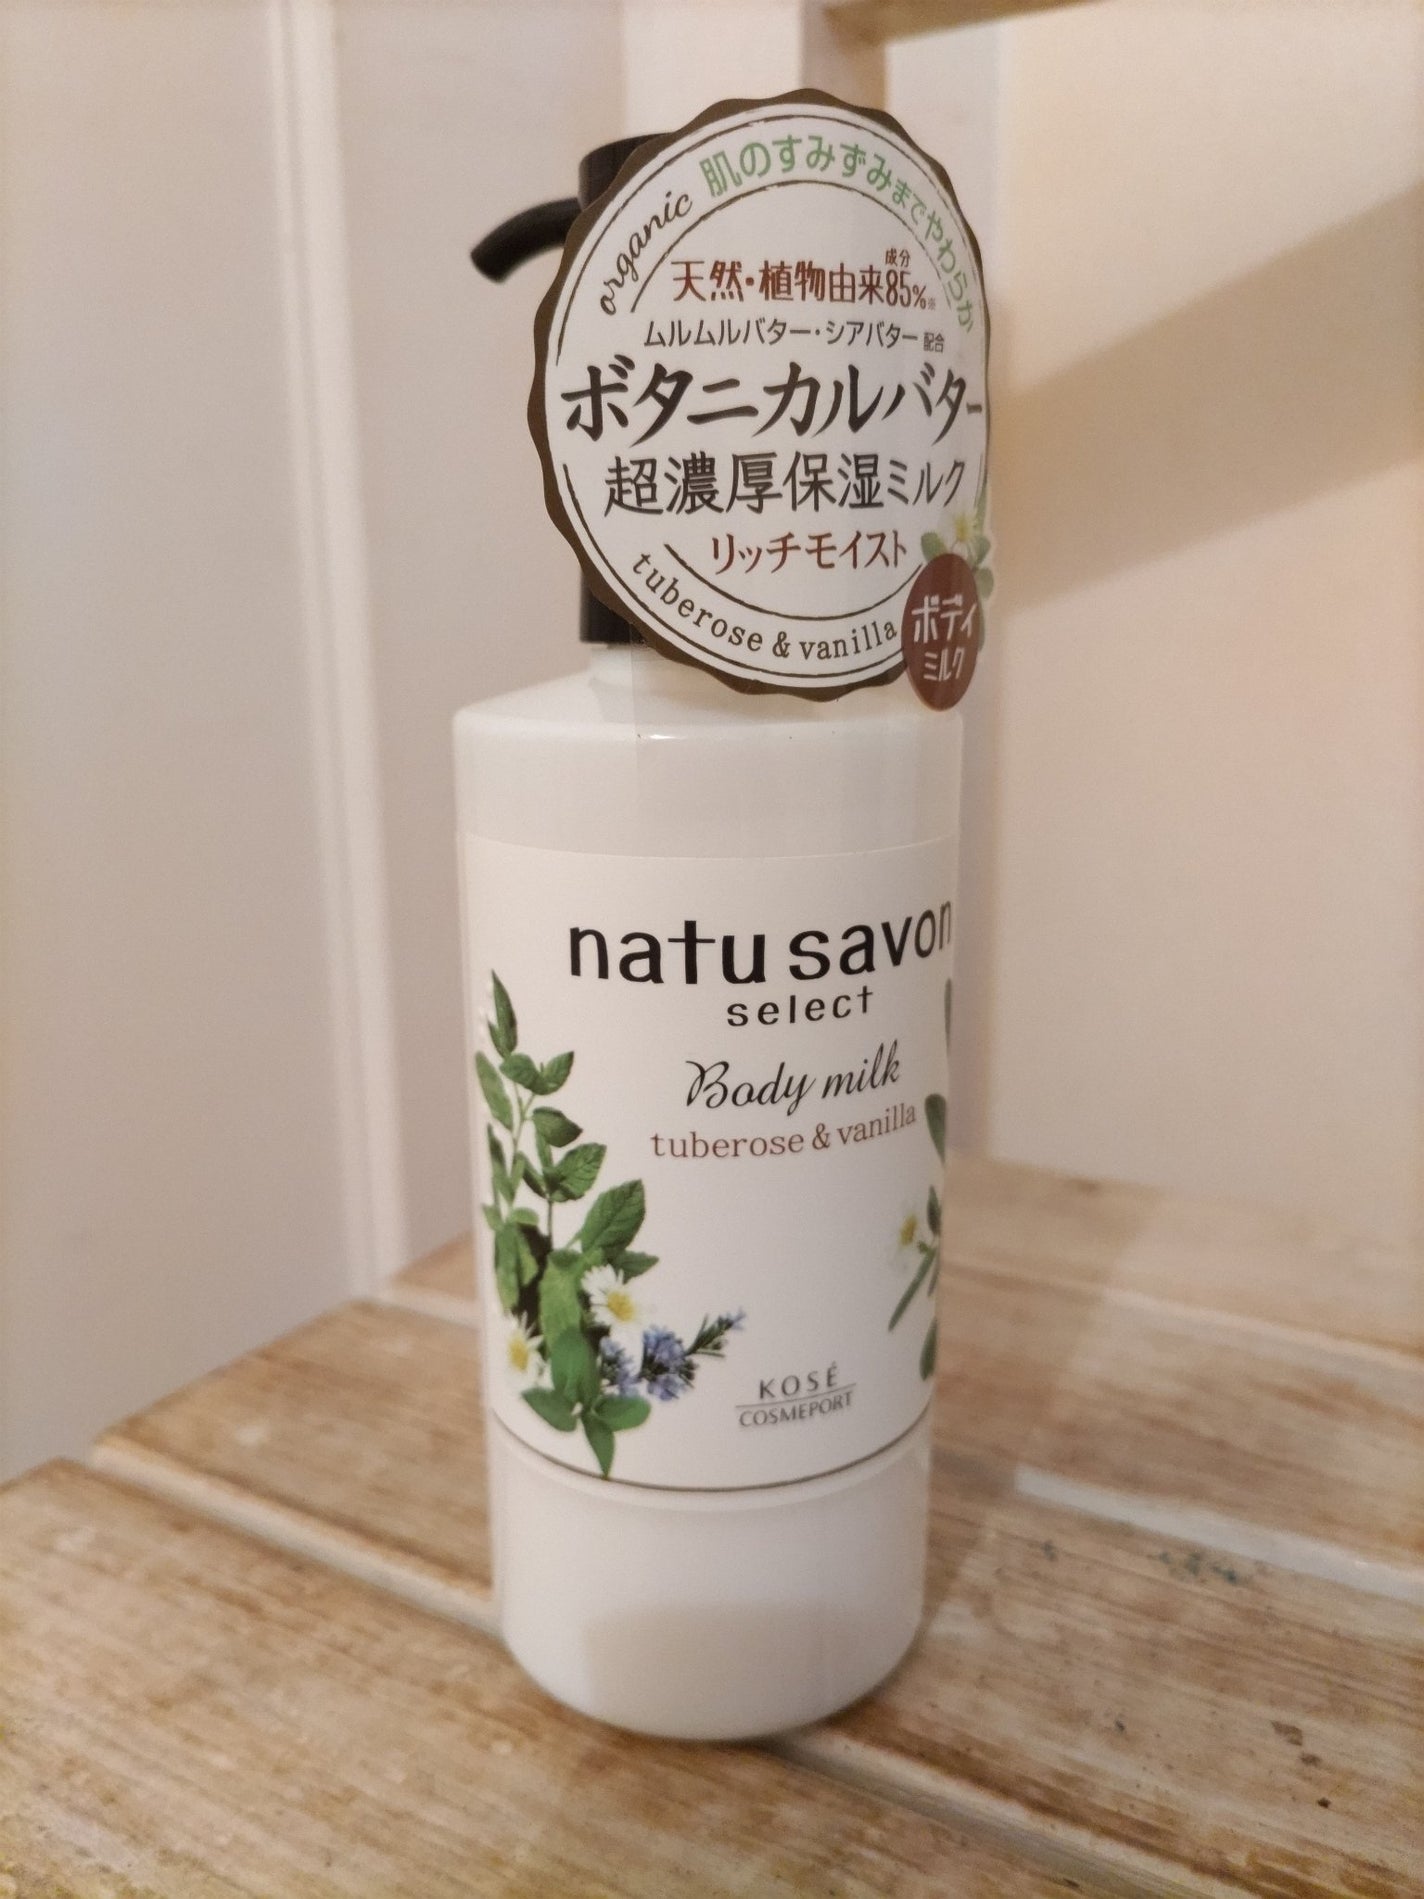 organic 肌のすみずみまでやわらか
成分
天然・植物由来85%※
ムルムルバター・シアバター 配合
ボタニカルバター
超濃厚保湿ミルク
リッチモイスト
tuberose & vanilla
ボディ
ミルク
natu savon
select
Body milk
tuberose & vanilla
KOSÉ
COSMEPORT